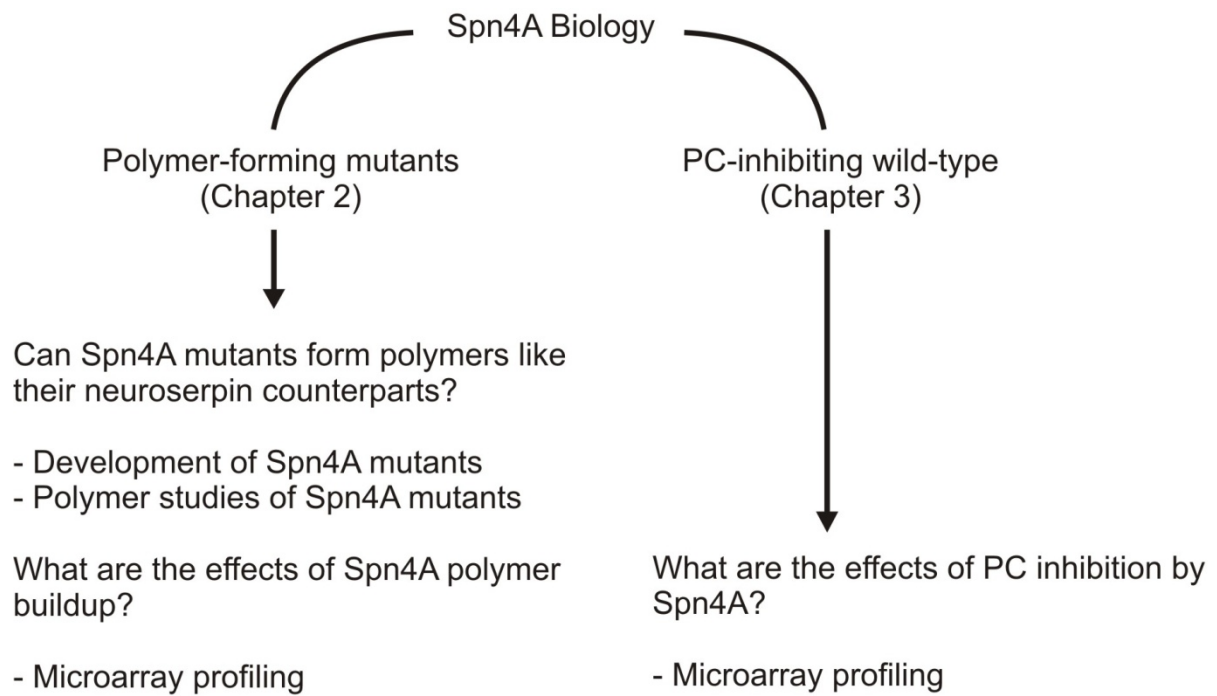 Spn4A Biology
Polymer-forming mutants
(Chapter 2)
PC-inhibiting wild-type
(Chapter 3)
Can Spn4A mutants form polymers like
their neuroserpin counterparts?
- Development of Spn4A mutants
- Polymer studies of Spn4A mutants
What are the effects of Spn4A polymer
buildup?
- Microarray profiling
What are the effects of PC inhibition by
Spn4A?
- Microarray profiling